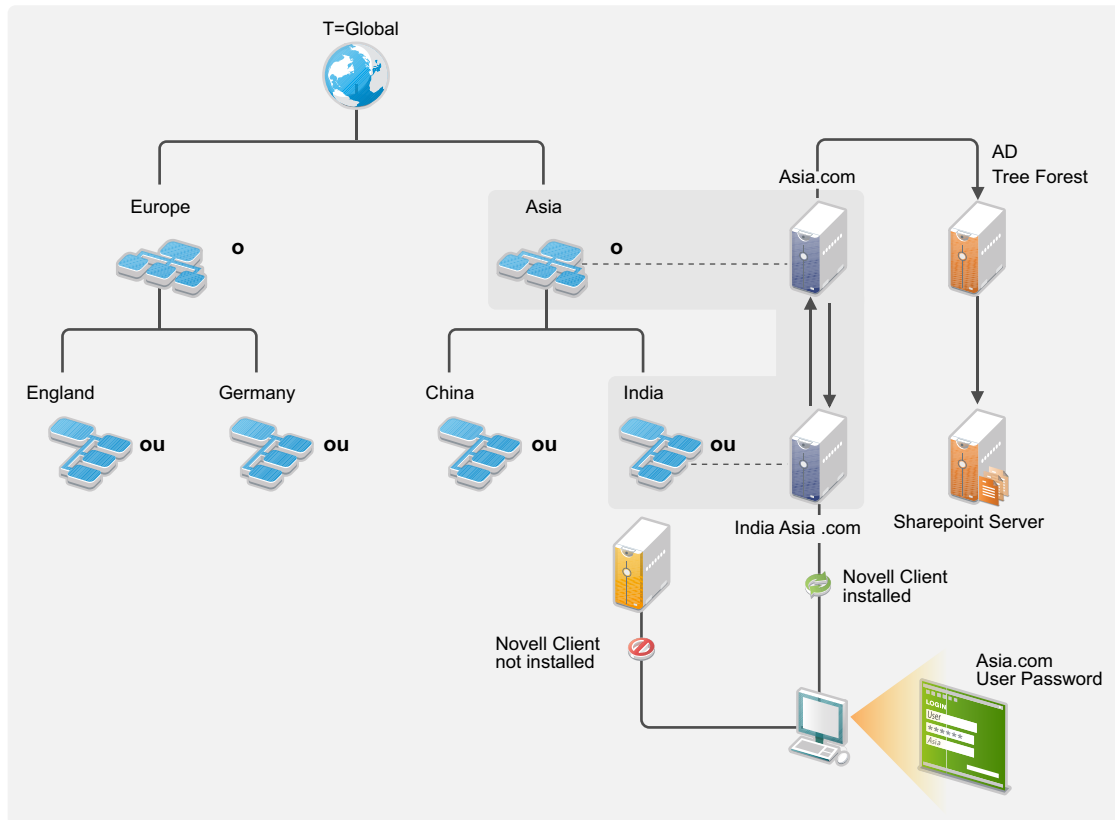 T=Global
AD
Tree Forest
Asia.com
Europe
Asia
o
o
England
Germany
China
India
ou
ou
ou
ou
India Asia .com
Sharepoint Server
Novell Client
installed
Novell Client
not installed
Asia.com
User Password
LOGIN
User
******
Asia